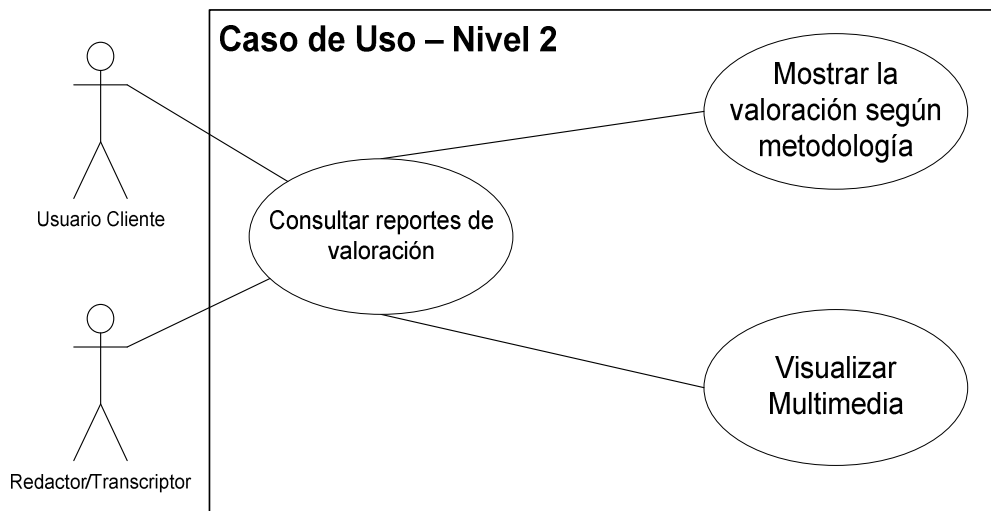 Caso de Uso – Nivel 2
Usuario Cliente
Consultar reportes de
valoración
Mostrar la
valoración según
metodología
Redactor/Transcriptor
Visualizar
Multimedia